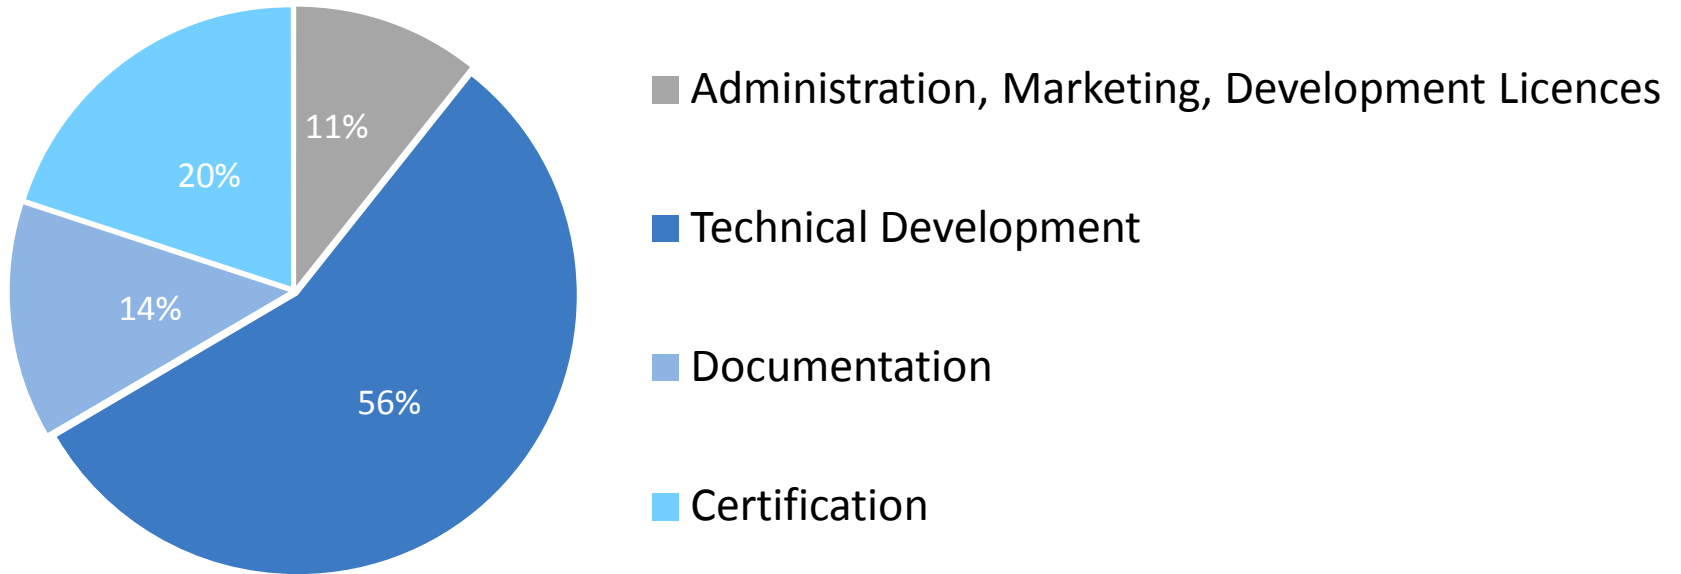 11%
20%
14%
56%
Administration, Marketing, Development Licences
Technical Development
Documentation
Certification